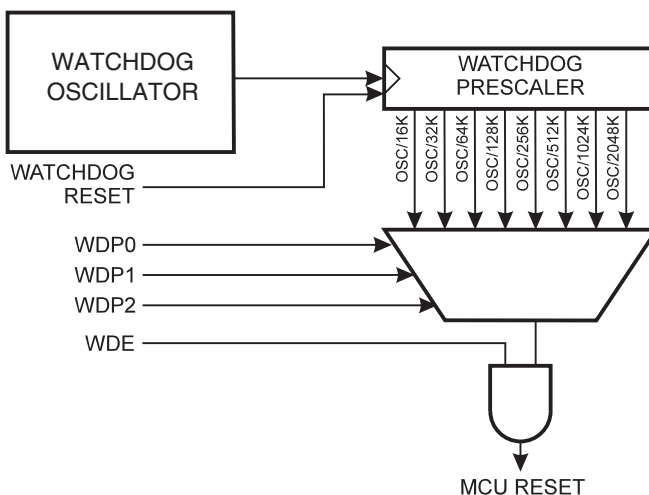 WATCHDOG
OSCILLATOR
WATCHDOG
PRESCALER
WATCHDOG
RESET
OSC/16K
OSC/32K
OSC/64K
OSC/128K
OSC/256K
OSC/512K
OSC/1024K
OSC/2048K
WDP0
WDP1
WDP2
WDE
MCU RESET